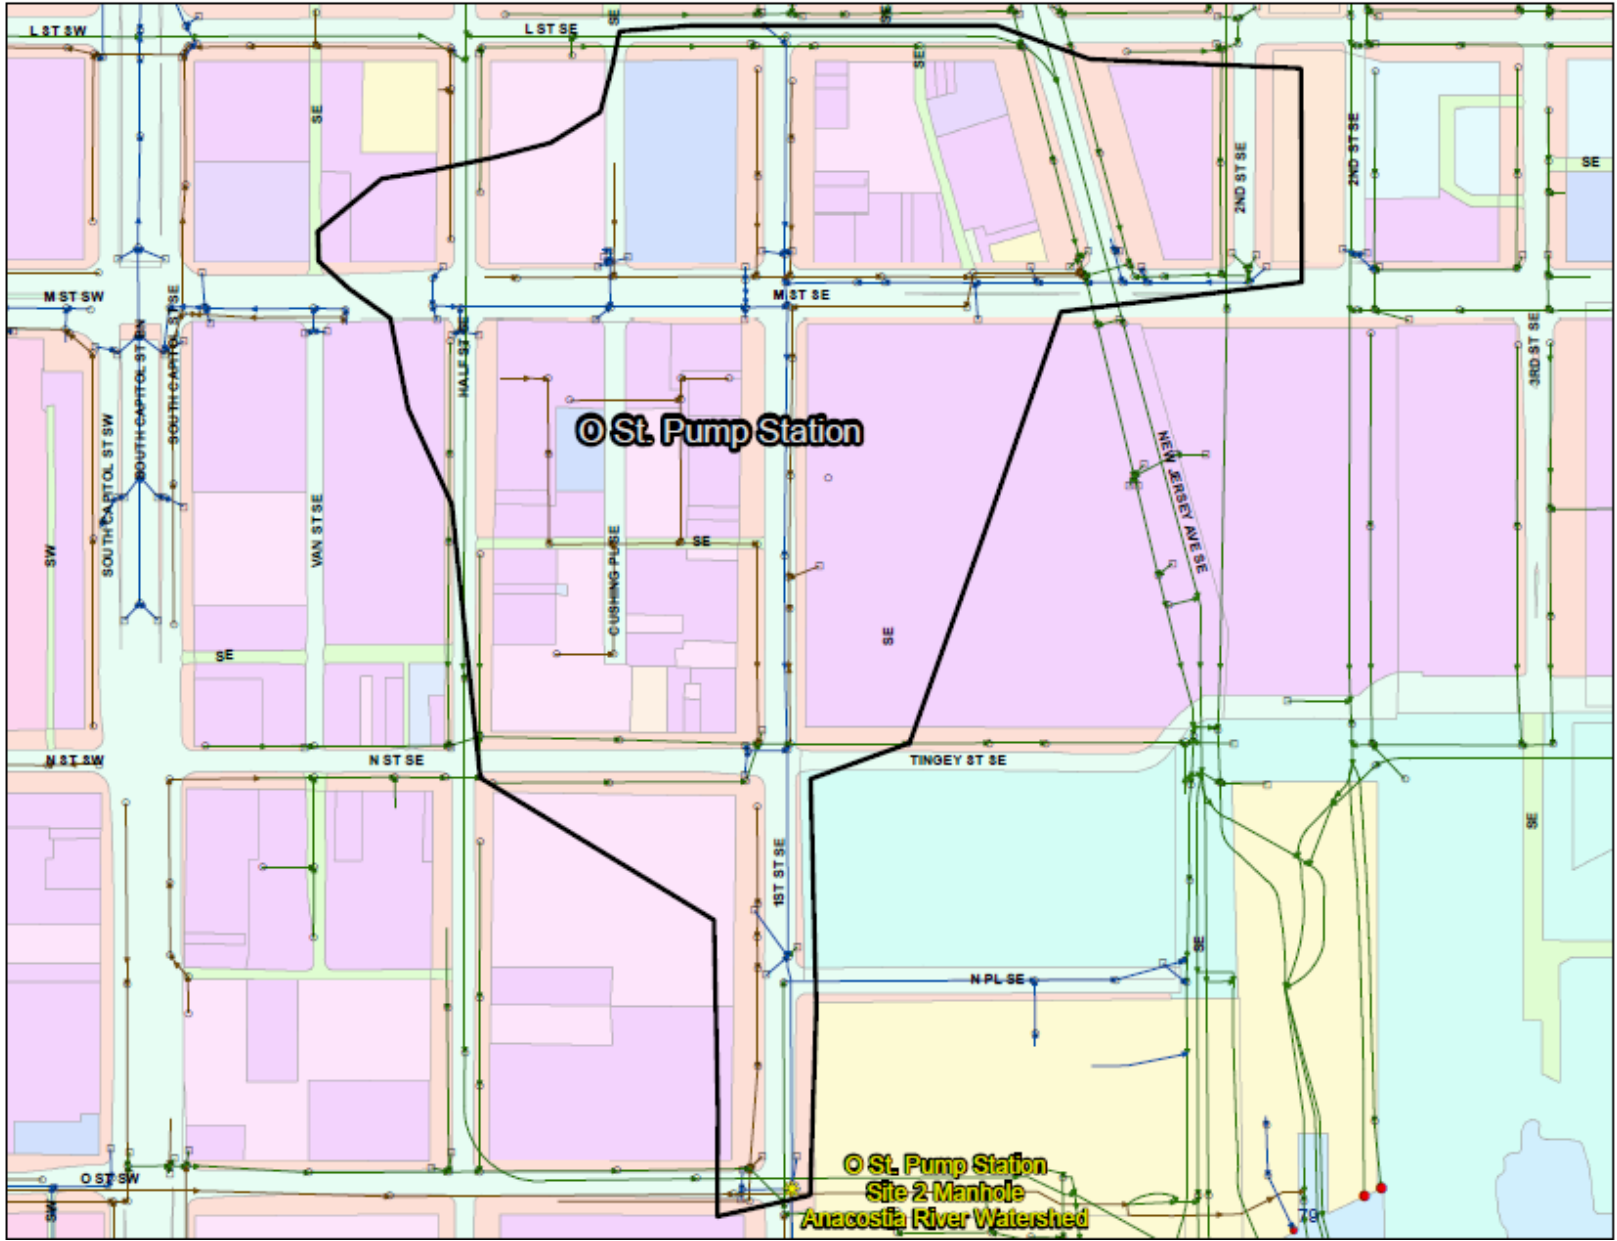 L ST SW
L ST SE
SE
SE
SE
SE
2ND ST SE
2ND ST SE
SE
M ST SW
M ST SE
SOUTH CAPITOL ST SW
SOUTH CAPITOL ST BN
SOUTH CAPITOL ST SE
HALF ST SE
3RD ST SE
O St. Pump Station
NEW JERSEY AVE SE
SW
VAN ST SE
SE
CUSHING PL SE
SE
SE
N ST SW
N ST SE
TINGEY ST SE
1ST ST SE
SE
SE
N PL SE
O ST SW
SW
O St. Pump Station
Site 2 Manhole
Anacostia River Watershed
79